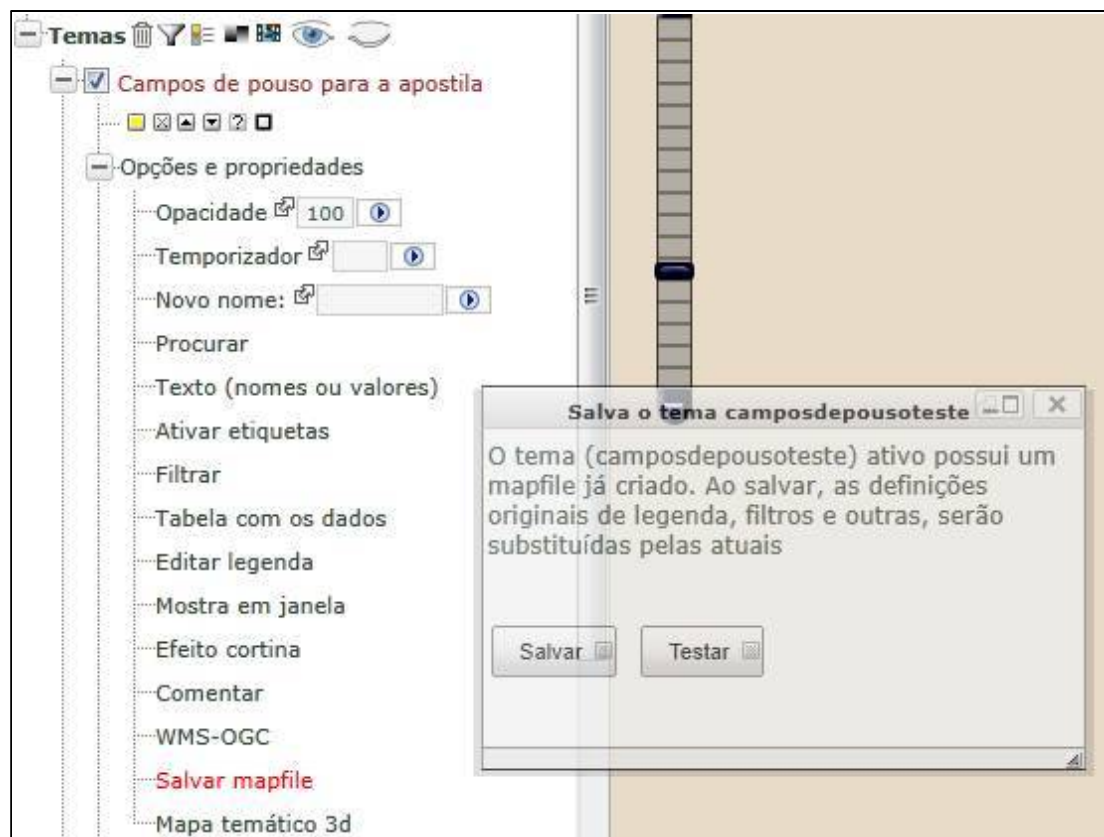 Temas
Campos de pouso para a apostila
?
Opções e propriedades
Opacidade 100
Temporizador
Novo nome:
Procurar
Texto (nomes ou valores)
Ativar etiquetas
Filtrar
Tabela com os dados
Editar legenda
Mostra em janela
Efeito cortina
Comentar
WMS-OGC
Salvar mapfile
Mapa temático 3d
Salva o tema camposdepousoteste
O tema (camposdepousoteste) ativo possui um
mapfile já criado. Ao salvar, as definições
originais de legenda, filtros e outras, serão
substituídas pelas atuais
Salvar
Testar